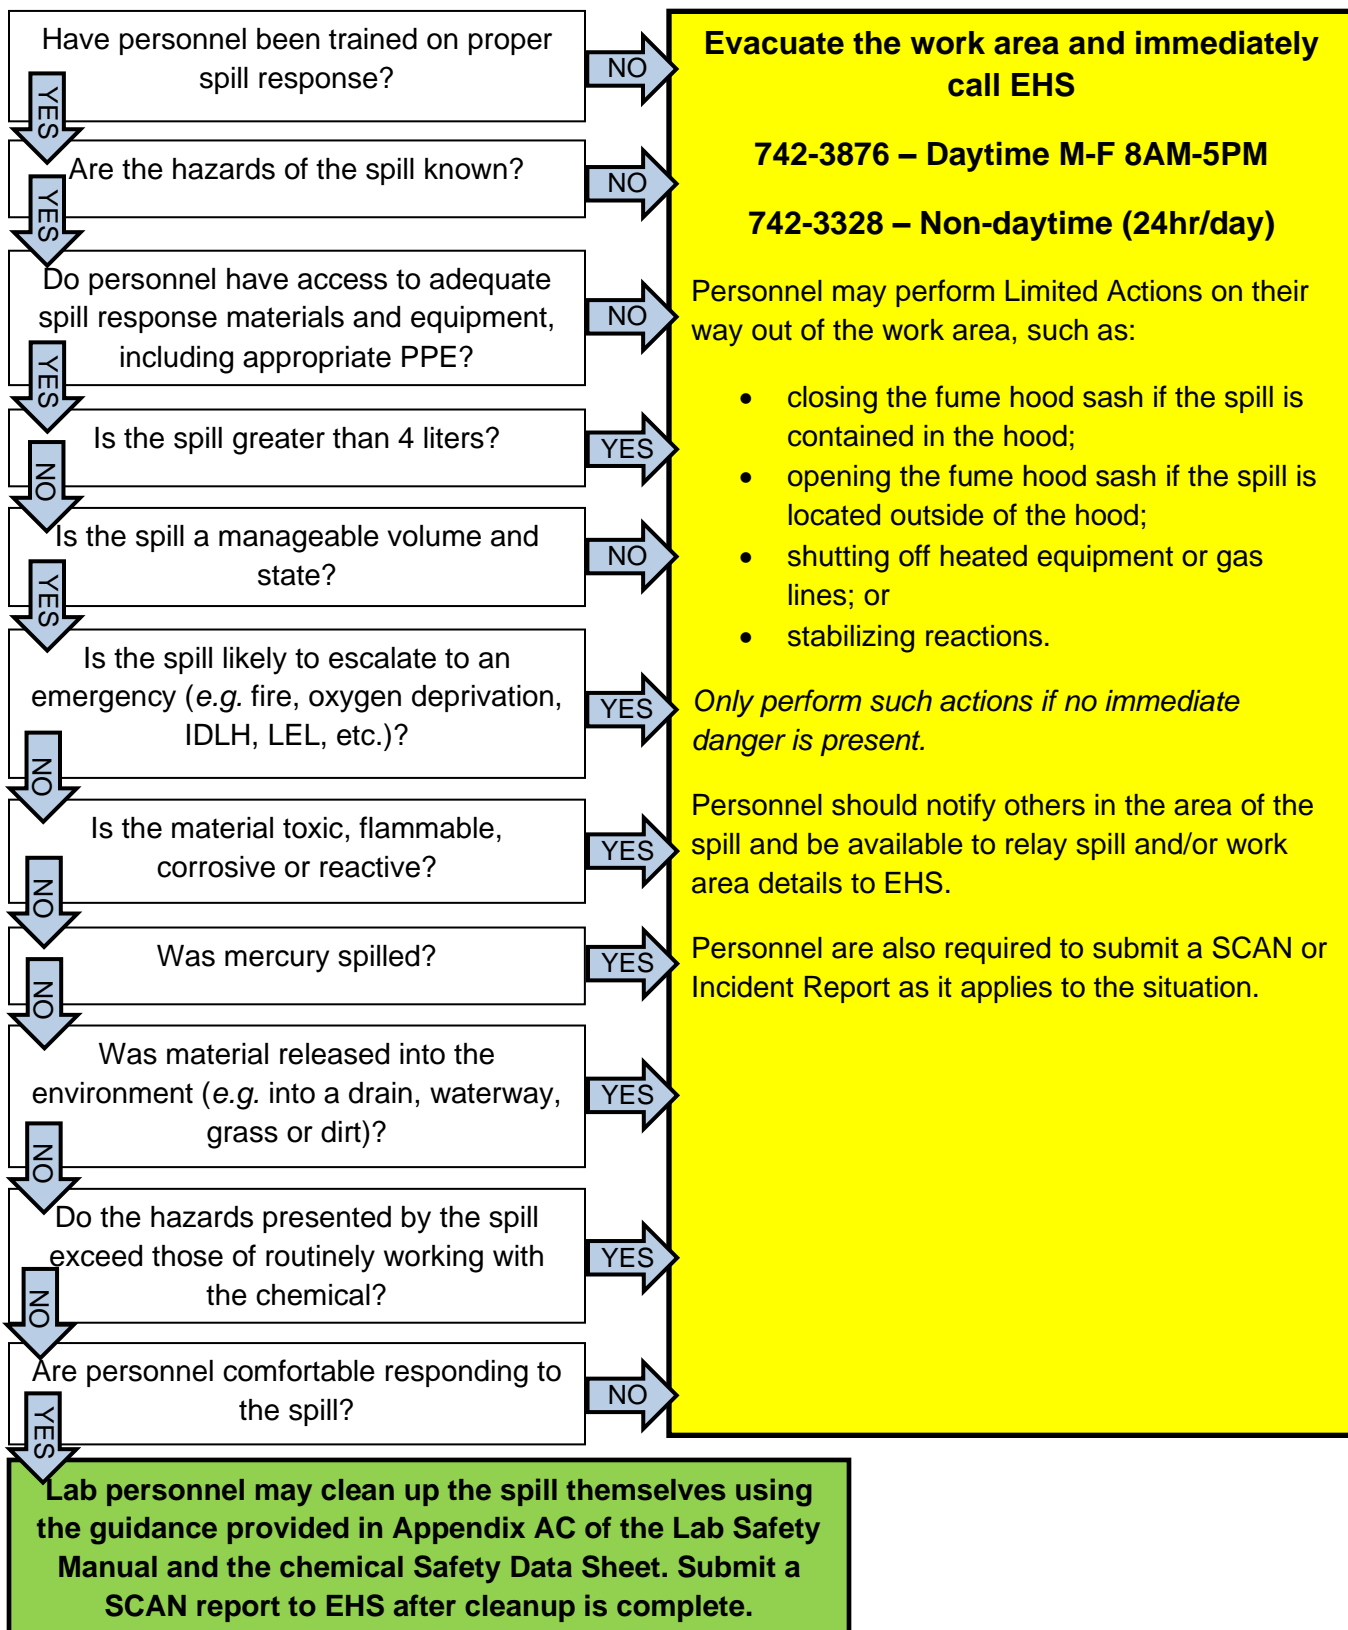 Have personnel been trained on proper
spill response?
YES
NO
Are the hazards of the spill known?
YES
NO
Do personnel have access to adequate
spill response materials and equipment,
including appropriate PPE?
YES
NO
Is the spill greater than 4 liters?
NO
YES
Is the spill a manageable volume and
state?
YES
NO
Is the spill likely to escalate to an
emergency (e.g. fire, oxygen deprivation,
IDLH, LEL, etc.)?
NO
YES
Is the material toxic, flammable,
corrosive or reactive?
NO
YES
Was mercury spilled?
NO
YES
Was material released into the
environment (e.g. into a drain, waterway,
grass or dirt)?
NO
YES
Do the hazards presented by the spill
exceed those of routinely working with
the chemical?
NO
YES
Are personnel comfortable responding to
the spill?
YES
NO
Evacuate the work area and immediately
call EHS
742-3876 – Daytime M-F 8AM-5PM
742-3328 – Non-daytime (24hr/day)
Personnel may perform Limited Actions on their
way out of the work area, such as:
• closing the fume hood sash if the spill is
contained in the hood;
• opening the fume hood sash if the spill is
located outside of the hood;
• shutting off heated equipment or gas
lines; or
• stabilizing reactions.
Only perform such actions if no immediate
danger is present.
Personnel should notify others in the area of the
spill and be available to relay spill and/or work
area details to EHS.
Personnel are also required to submit a SCAN or
Incident Report as it applies to the situation.
Lab personnel may clean up the spill themselves using
the guidance provided in Appendix AC of the Lab Safety
Manual and the chemical Safety Data Sheet. Submit a
SCAN report to EHS after cleanup is complete.